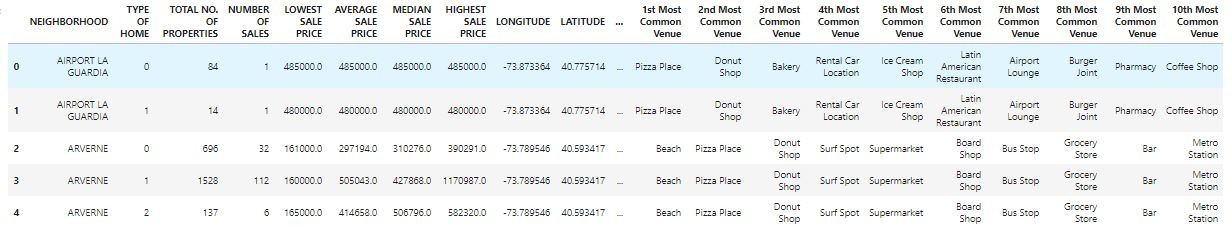 NEIGHBORHOOD TYPE OF HOME TOTAL NO. OF PROPERTIES NUMBER OF SALES LOWEST SALE PRICE AVERAGE SALE PRICE MEDIAN SALE PRICE HIGHEST SALE PRICE LONGITUDE LATITUDE ... 1st Most Common Venue 2nd Most Common Venue 3rd Most Common Venue 4th Most Common Venue 5th Most Common Venue 6th Most Common Venue 7th Most Common Venue 8th Most Common Venue 9th Most Common Venue 10th Most Common Venue
0 AIRPORT LA GUARDIA 0 84 1 485000.0 485000.0 485000.0 485000.0 -73.873364 40.775714 ... Pizza Place Donut Shop Bakery Rental Car Location Ice Cream Shop Latin American Restaurant Airport Lounge Burger Joint Pharmacy Coffee Shop
1 AIRPORT LA GUARDIA 1 14 1 480000.0 480000.0 480000.0 480000.0 -73.873364 40.775714 ... Pizza Place Donut Shop Bakery Rental Car Location Ice Cream Shop Latin American Restaurant Airport Lounge Burger Joint Pharmacy Coffee Shop
2 ARVERNE 0 696 32 161000.0 297194.0 310276.0 390291.0 -73.789546 40.593417 ... Beach Pizza Place Donut Shop Surf Spot Supermarket Board Shop Bus Stop Grocery Store Bar Metro Station
3 ARVERNE 1 1528 112 160000.0 505043.0 427868.0 1170987.0 -73.789546 40.593417 ... Beach Pizza Place Donut Shop Surf Spot Supermarket Board Shop Bus Stop Grocery Store Bar Metro Station
4 ARVERNE 2 137 6 165000.0 414658.0 506796.0 582320.0 -73.789546 40.593417 ... Beach Pizza Place Donut Shop Surf Spot Supermarket Board Shop Bus Stop Grocery Store Bar Metro Station